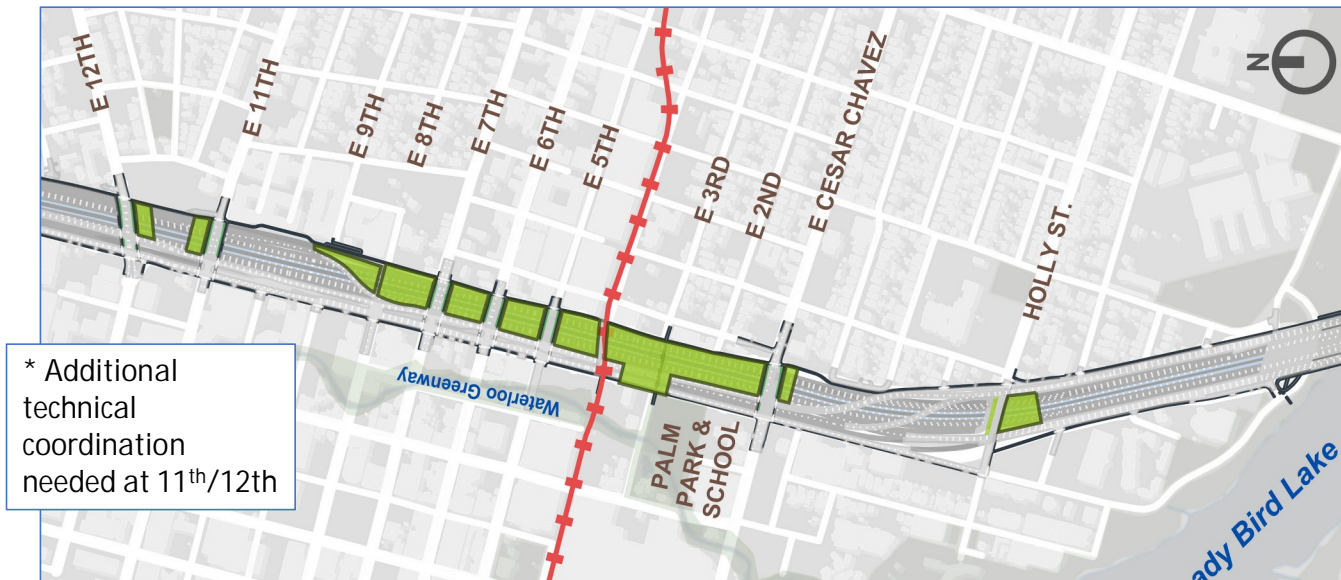 E 12TH
E 11TH
E 9TH
E 8TH
E 7TH
E 6TH
E 5TH
E 3RD
E 2ND
E CESAR CHAVEZ
HOLLY ST.
N
* Additional
technical
coordination
needed at 11th/12th
Waterloo Greenway
PALM
PARK &
SCHOOL
ady Bird Lake